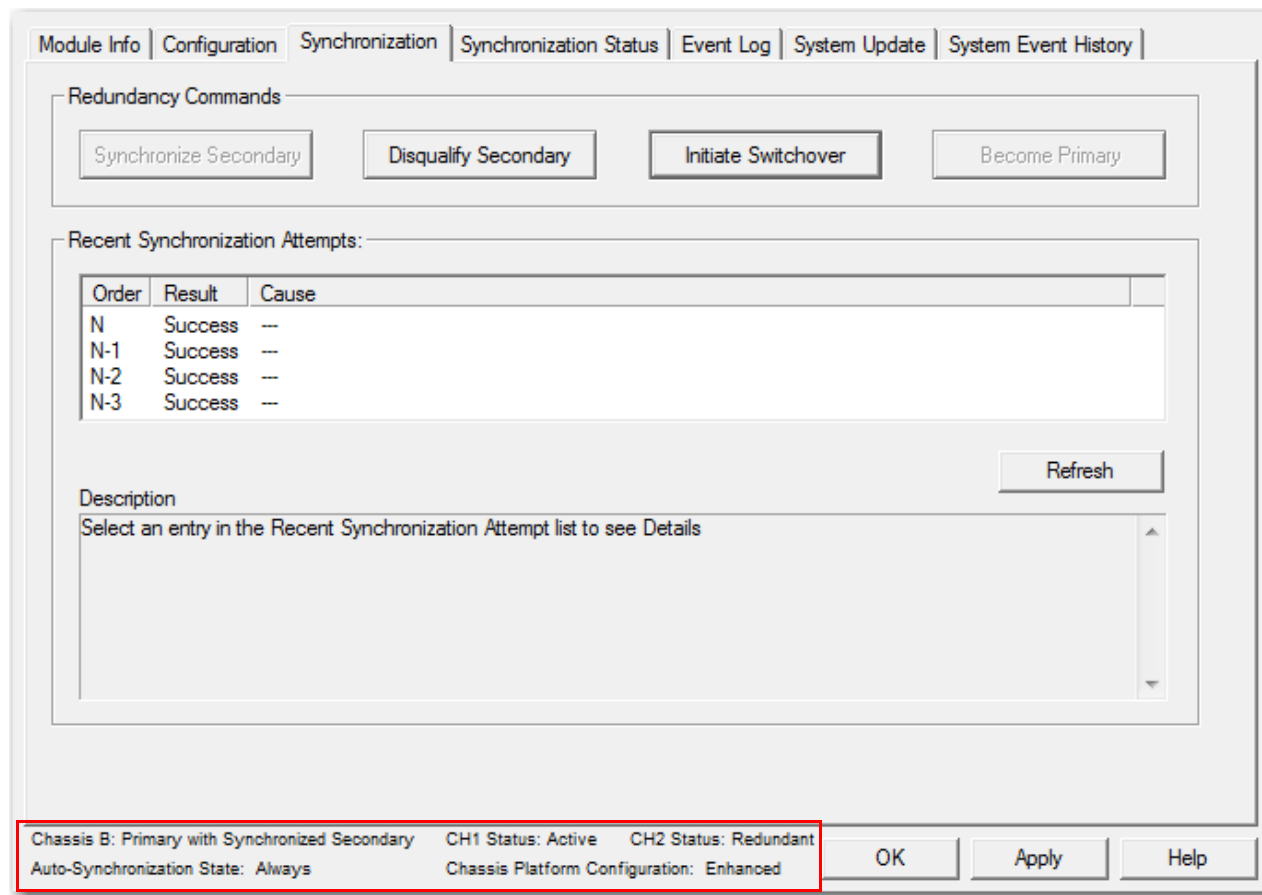 Module Info Configuration Synchronization Synchronization Status Event Log System Update System Event History
Redundancy Commands
Synchronize Secondary Disqualify Secondary Initiate Switchover Become Primary
Recent Synchronization Attempts:
Order Result Cause
N Success ---
N-1 Success ---
N-2 Success ---
N-3 Success ---
Refresh
Description
Select an entry in the Recent Synchronization Attempt list to see Details
Chassis B: Primary with Synchronized Secondary CH1 Status: Active CH2 Status: Redundant
Auto-Synchronization State: Always Chassis Platform Configuration: Enhanced
OK Apply Help